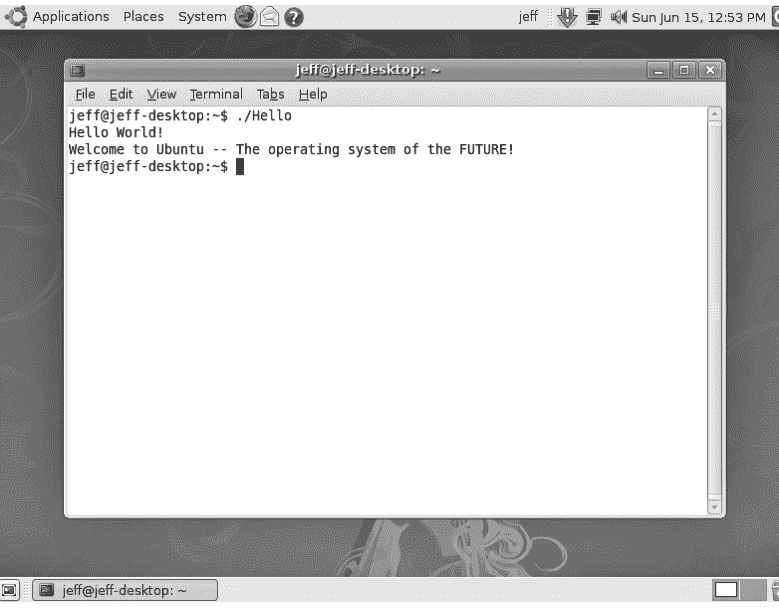 Applications Places System jeff Sun Jun 15, 12:53 PM
jeff@jeff-desktop: ~
File Edit View Terminal Tabs Help
jeff@jeff-desktop:~$ ./Hello
Hello World!
Welcome to Ubuntu -- The operating system of the FUTURE!
jeff@jeff-desktop:~$
jeff@jeff-desktop: ~